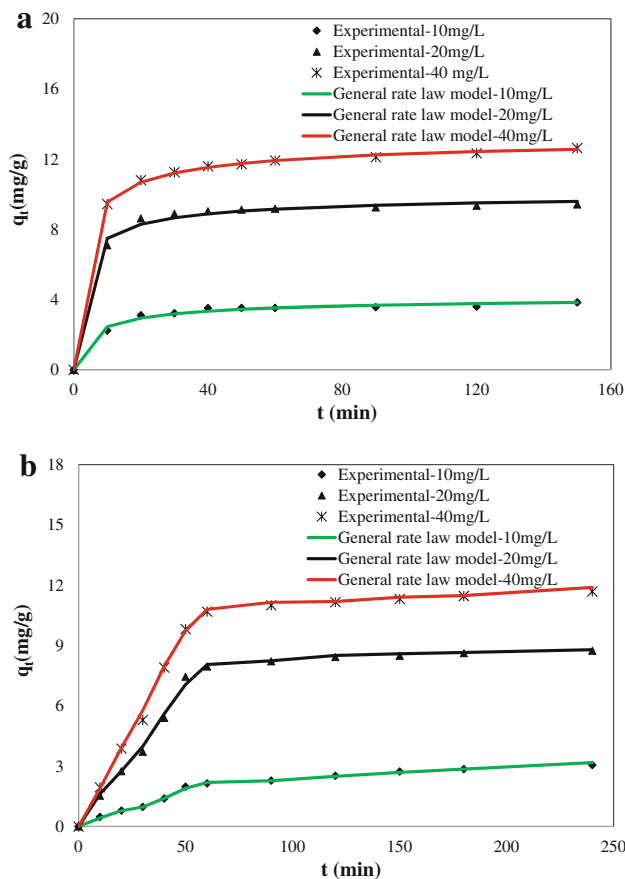 a
20
16
12
8
4
0
q_t(mg/g)
Experimental-10mg/L
Experimental-20mg/L
Experimental-40 mg/L
General rate law model-10mg/L
General rate law model-20mg/L
General rate law model-40mg/L
0 40 80 120 160
t (min)
b
18
15
12
9
6
3
0
q_t(mg/g)
Experimental-10mg/L
Experimental-20mg/L
Experimental-40mg/L
General rate law model-10mg/L
General rate law model-20mg/L
General rate law model-40mg/L
0 50 100 150 200 250
t (min)